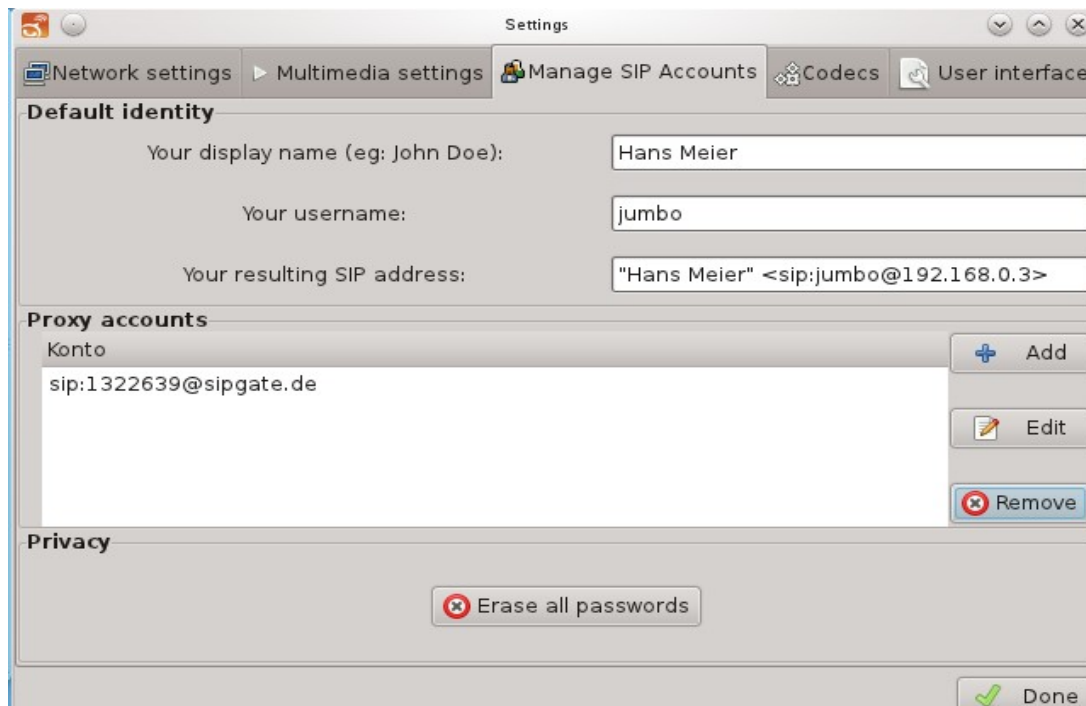 Settings
Network settings Multimedia settings Manage SIP Accounts Codecs User interface
Default identity
Your display name (eg: John Doe): Hans Meier
Your username: jumbo
Your resulting SIP address: "Hans Meier" <sip:jumbo@192.168.0.3>
Proxy accounts
Konto
Add
sip:1322639@sipgate.de
Edit
Remove
Privacy
Erase all passwords
Done